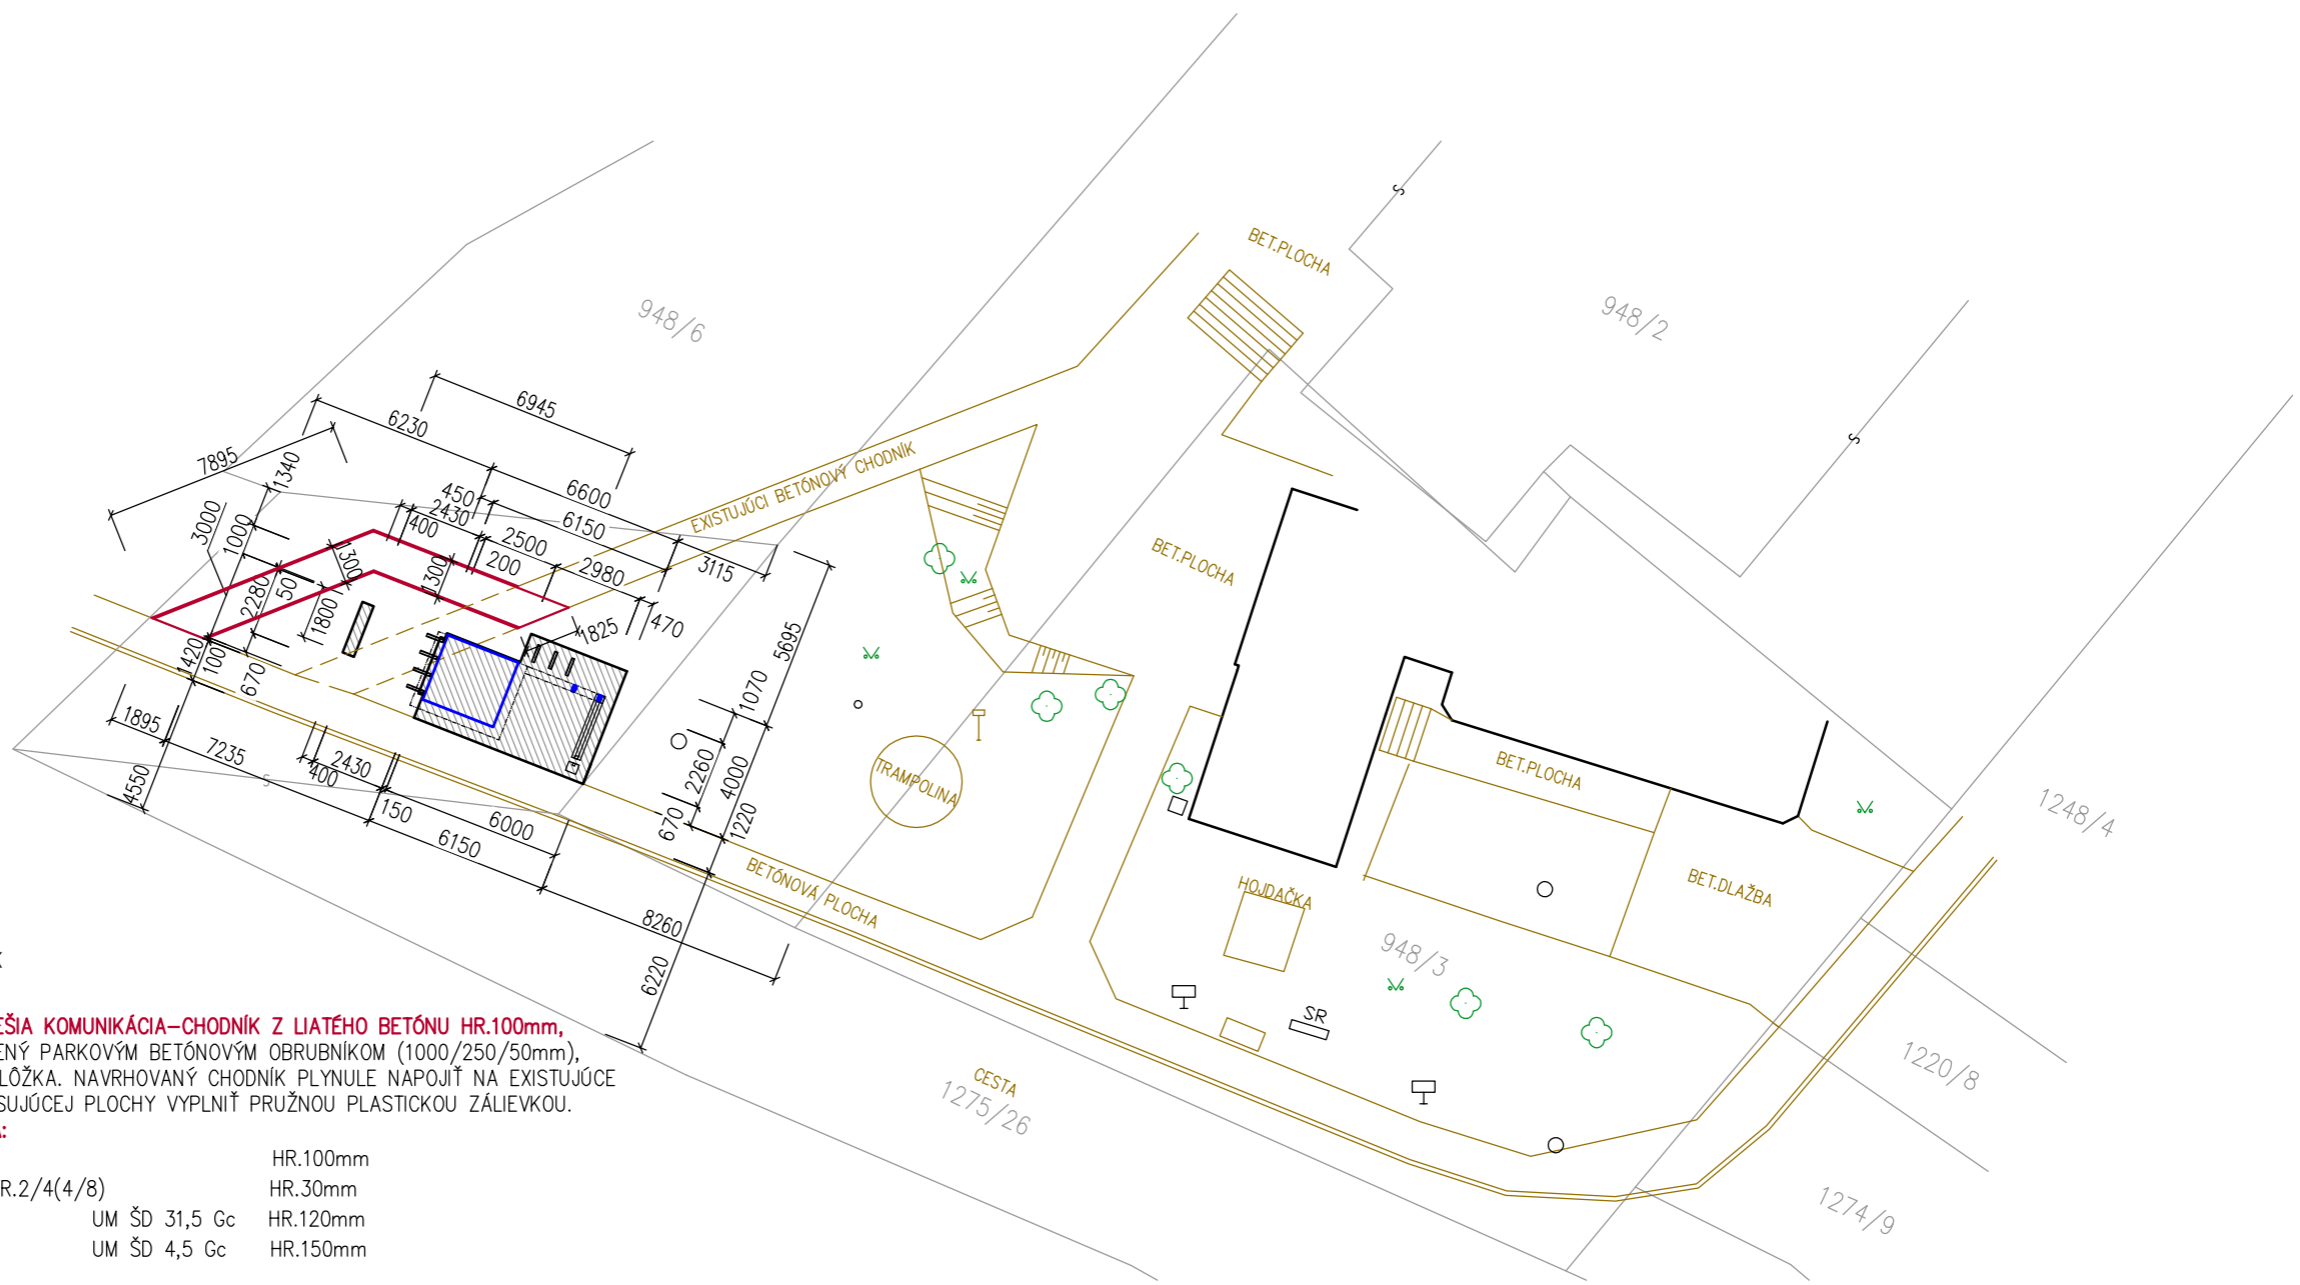 BET.PLOCHA
948/6
948/2
S
6945
6230
7895
1340
EXISTUJÚCI BETÓNOVÝ CHODNÍK
S
450
6600
3000
1000
2430
400
6150
2500
200
BET.PLOCHA
1300
1300
2980
3115
2280
50
1800
1825
470
5695
1420
100
670
1070
1895
7235
2260
4000
TRAMPOLINA
BET.PLOCHA
S
4550
2430
400
150
6000
6150
670
1220
1248/4
BETÓNOVÁ PLOCHA
HOJDAČKA
BET.DLAŽBA
8260
6220
948/3
SR
EŠIA KOMUNIKÁCIA–CHODNÍK Z LIATÉHO BETÓNU HR.100mm,
ENÝ PARKOVÝM BETÓNOVÝM OBRUBNÍKOM (1000/250/50mm),
LÔŽKA. NAVRHOVANÝ CHODNÍK PLYNULE NAPOJIŤ NA EXISTUJÚCE
SUJÚCEJ PLOCHY VYPLNIŤ PRUŽNOU PLASTICKOU ZÁLIEVKOU.
CESTA
1275/26
1220/8
HR.100mm
R.2/4(4/8) HR.30mm
UM ŠD 31,5 Gc HR.120mm
UM ŠD 4,5 Gc HR.150mm
1274/9